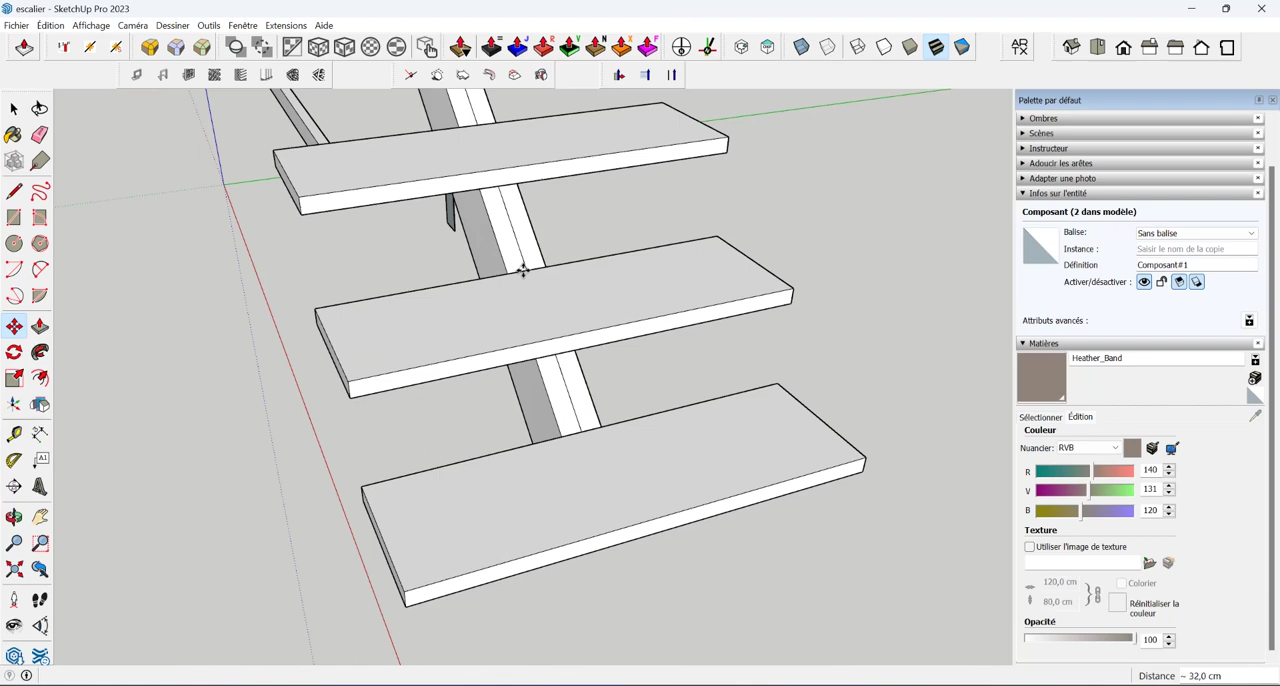 escalier - SketchUp Pro 2023
Fichier Édition Affichage Caméra Dessiner Outils Fenêtre Extensions Aide
AR
Palette par défaut
Ombres
Scènes
Instructeur
Adoucir les arêtes
Adapter une photo
Infos sur l'entité
Composant (2 dans modèle)
Balise: Sans balise
Instance : Saisir le nom de la copie
Définition Composant#1
Activer/désactiver :
Attributs avancés :
Matières
Heather_Band
Sélectionner Édition
Couleur
Nuancier: RVB
R 140
V 131
B 120
Texture
Utiliser l'image de texture
120,0 cm Colorier
80,0 cm Réinitialiser la
couleur
Opacité
100
Distance ~ 32,0 cm